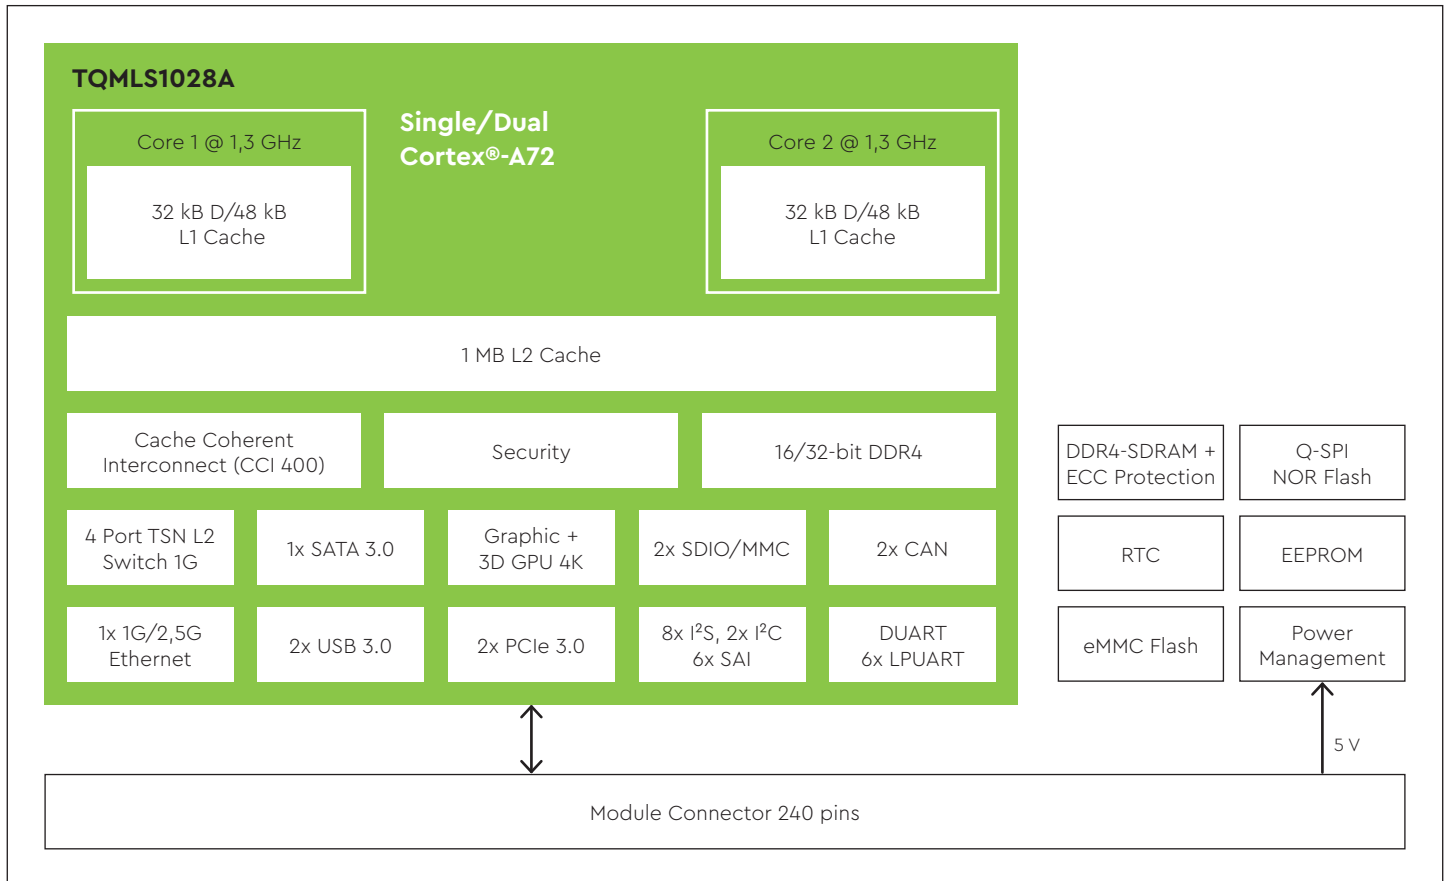 TQMLS1028A
Single/Dual
Cortex®-A72
Core 1 @ 1,3 GHz
32 kB D/48 kB
L1 Cache
Core 2 @ 1,3 GHz
32 kB D/48 kB
L1 Cache
1 MB L2 Cache
Cache Coherent
Interconnect (CCI 400)
Security
16/32-bit DDR4
4 Port TSN L2
Switch 1G
1x SATA 3.0
Graphic +
3D GPU 4K
2x SDIO/MMC
2x CAN
1x 1G/2,5G
Ethernet
2x USB 3.0
2x PCIe 3.0
8x I²S, 2x I²C
6x SAI
DUART
6x LPUART
DDR4-SDRAM +
ECC Protection
Q-SPI
NOR Flash
RTC
EEPROM
eMMC Flash
Power
Management
5 V
Module Connector 240 pins